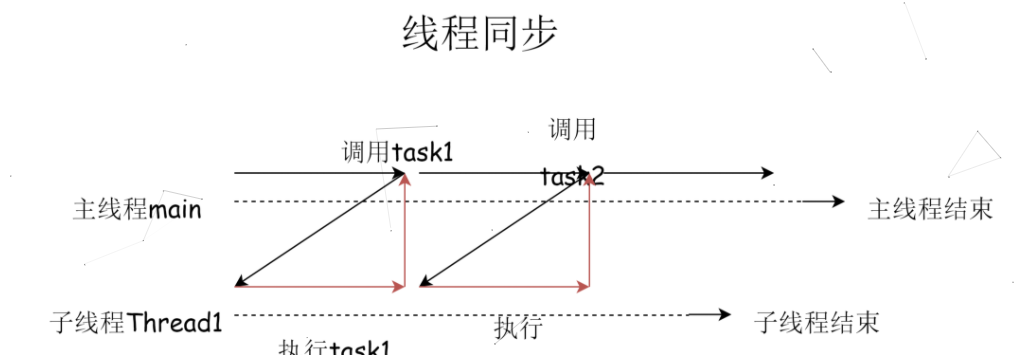 线程同步
调用
调用task1
task2
主线程main
主线程结束
子线程Thread1
执行
子线程结束
执行task1